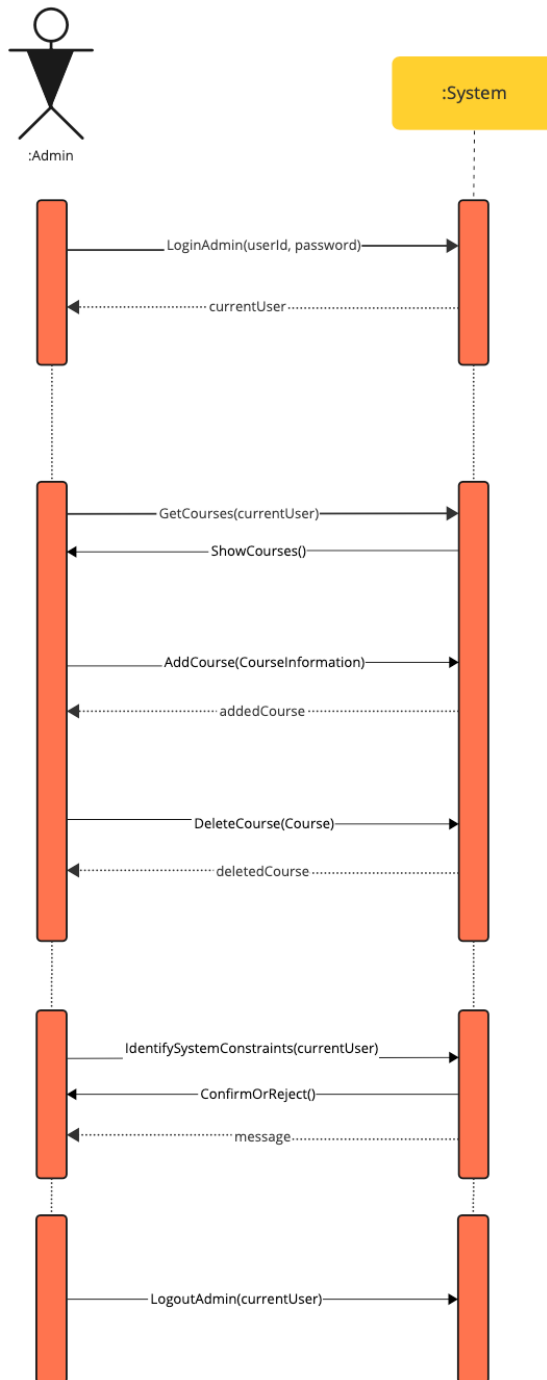 :System
:Admin
LoginAdmin(userId, password)
currentUser
GetCourses(currentUser)
ShowCourses()
AddCourse(CourseInformation)
addedCourse
DeleteCourse(Course)
deletedCourse
IdentifySystemConstraints(currentUser)
ConfirmOrReject()
message
LogoutAdmin(currentUser)